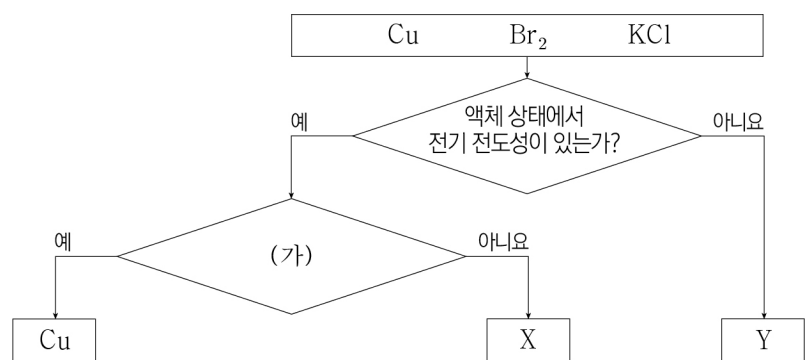 Cu Br₂ KCl
액체 상태에서
전기 전도성이 있는가?
예
아니요
(가)
예
아니요
Cu
X
Y